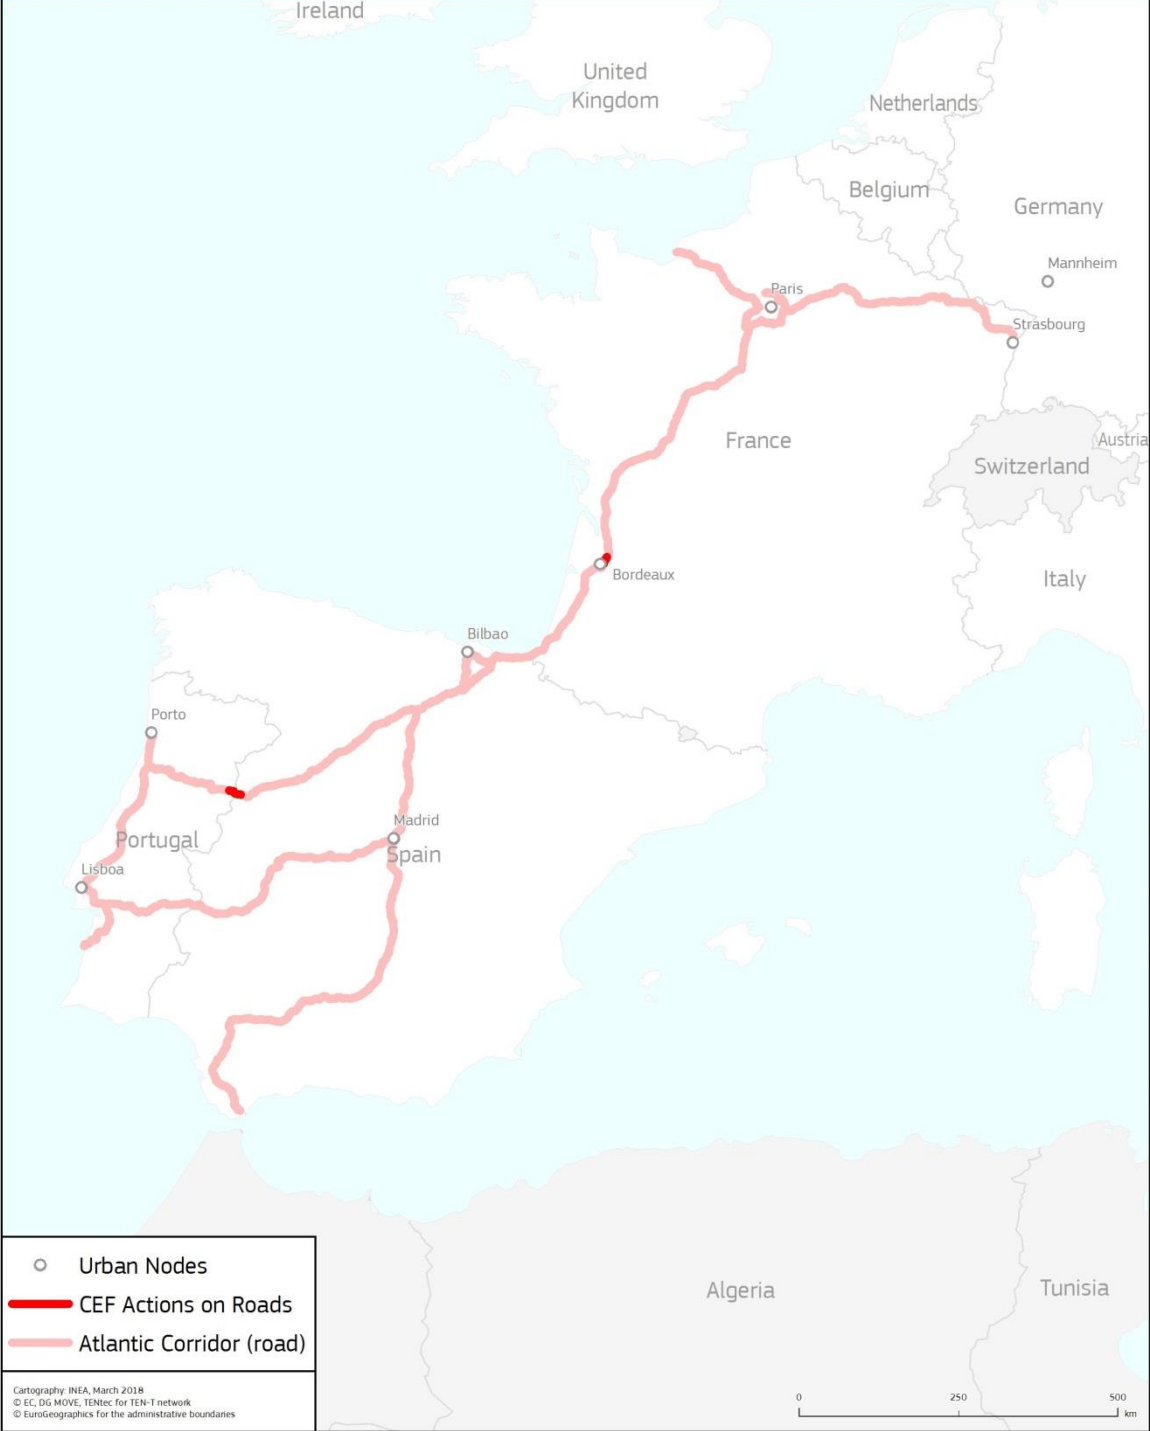 Ireland
United
Kingdom
Netherlands
Belgium
Germany
Mannheim
Paris
Strasbourg
France
Austria
Switzerland
Bordeaux
Italy
Bilbao
Porto
Madrid
Portugal
Spain
Lisboa
Urban Nodes
CEF Actions on Roads
Atlantic Corridor (road)
Algeria
Tunisia
Cartography: INEA, March 2018
© EC, DG MOVE, TENtec for TEN-T network
© EuroGeographics for the administrative boundaries
0 250 500
km